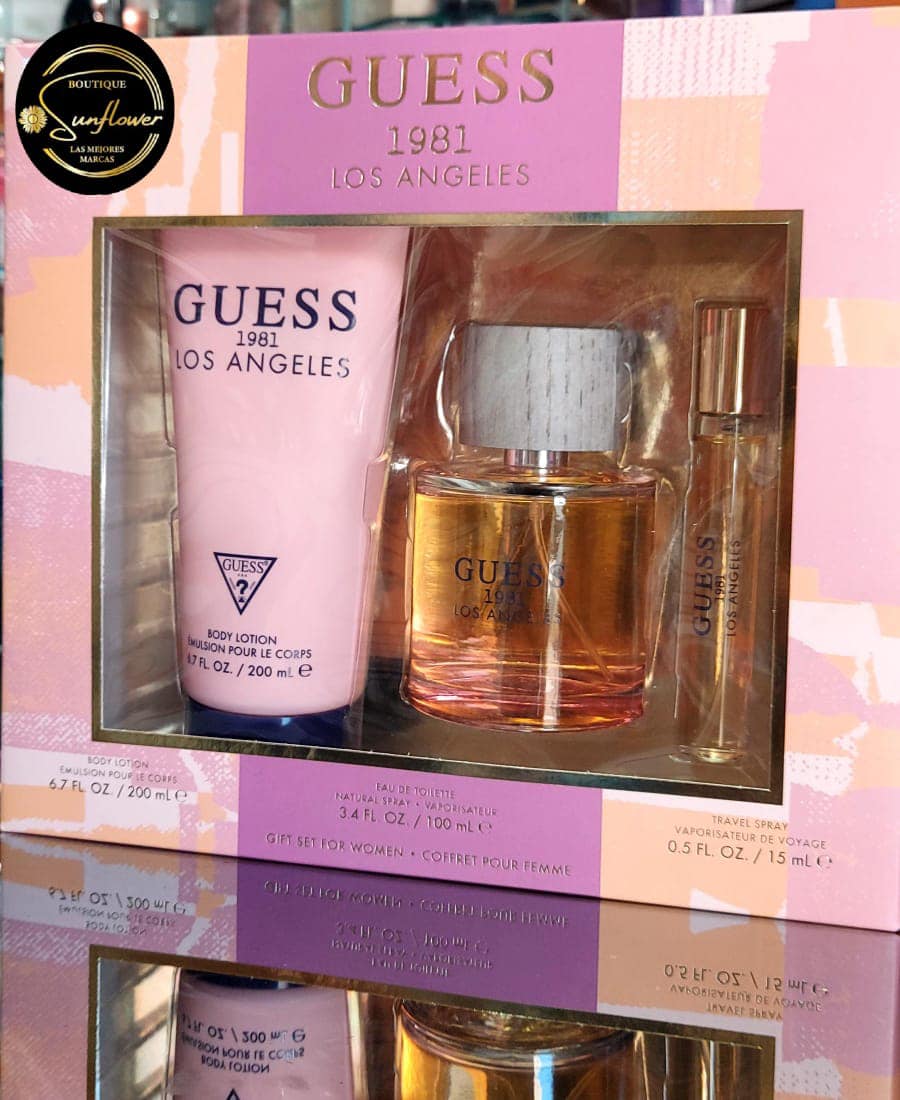 BOUTIQUE
Sunflower
LAS MEJORES
MARCAS
GUESS
1981
LOS ANGELES
GUESS
1981
LOS ANGELES
GUESS
?
BODY LOTION
ÉMULSION POUR LE CORPS
6.7 FL. OZ. / 200 mL e
GUESS
1981
LOS ANGELES
GUESS
1981
LOS ANGELES
BODY LOTION
ÉMULSION POUR LE CORPS
6.7 FL. OZ. / 200 mL e
EAU DE TOILETTE
NATURAL SPRAY • VAPORISATEUR
3.4 FL. OZ. / 100 mL e
GIFT SET FOR WOMEN • COFFRET POUR FEMME
TRAVEL SPRAY
VAPORISATEUR DE VOYAGE
0.5 FL. OZ. / 15 mL e